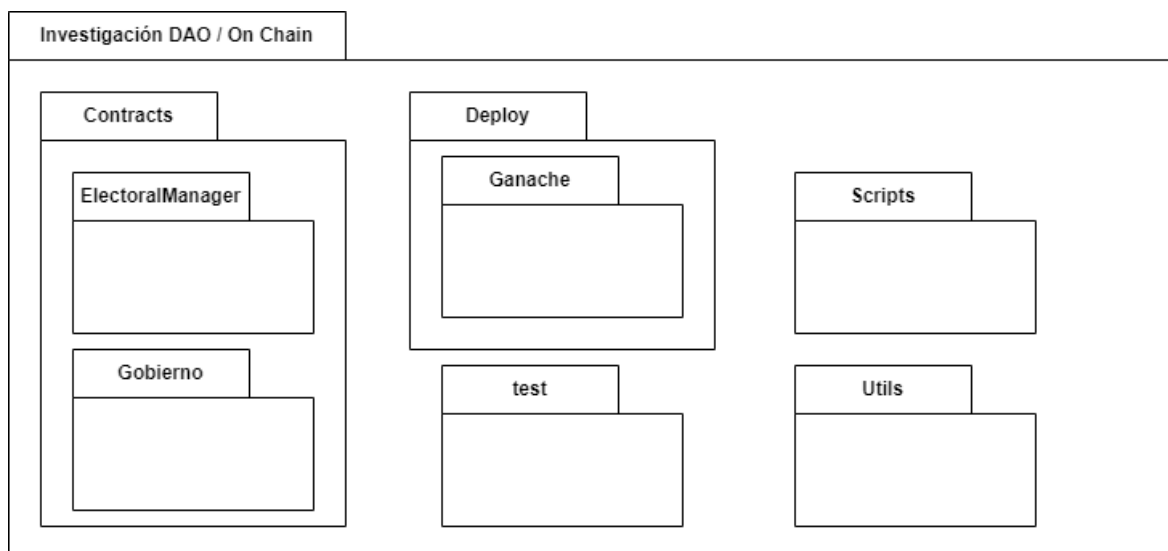 Investigación DAO / On Chain
Contracts
ElectoralManager
Gobierno
Deploy
Ganache
test
Scripts
Utils